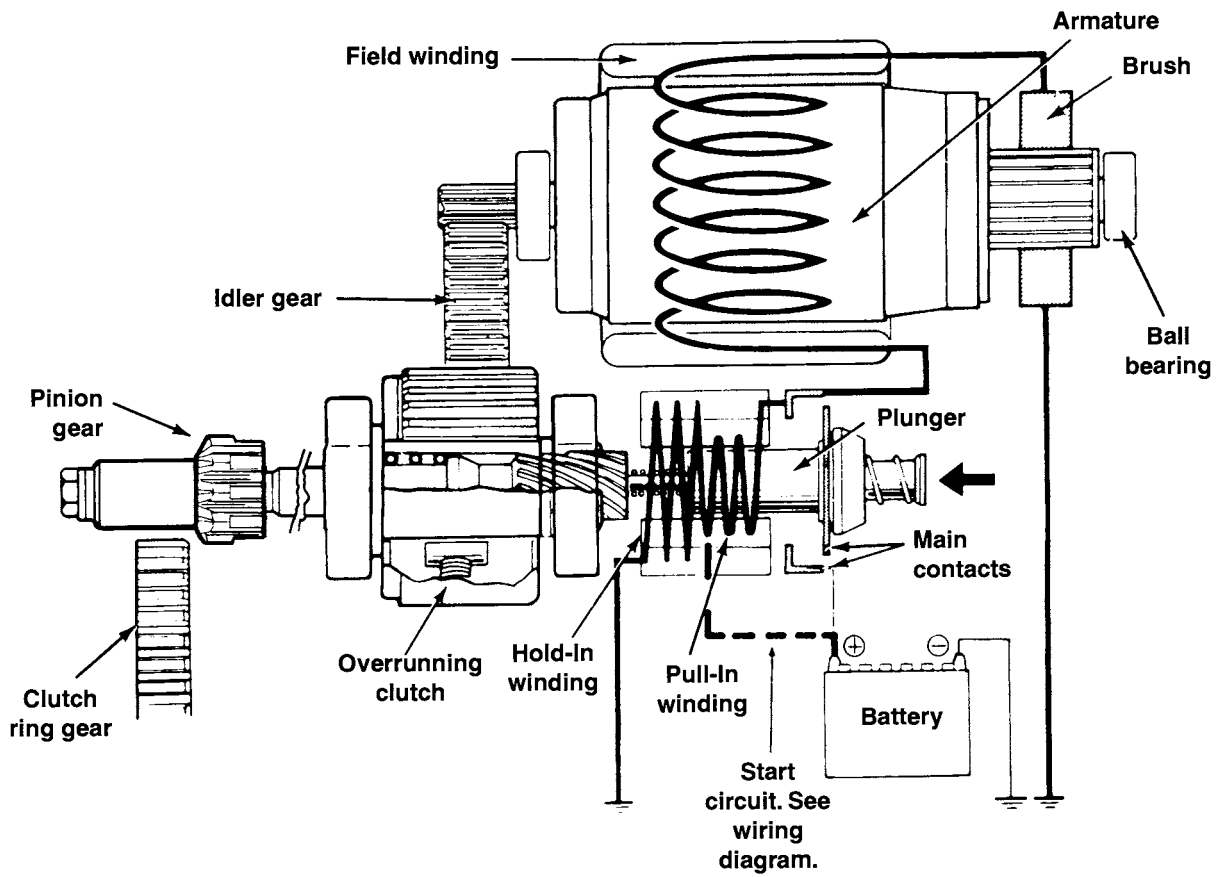 Armature
Field winding
Brush
Idler gear
Ball
bearing
Pinion
gear
Plunger
Main
contacts
Overrunning
clutch
Hold-In
winding
Pull-In
winding
+
−
Battery
Clutch
ring gear
Start
circuit. See
wiring
diagram.